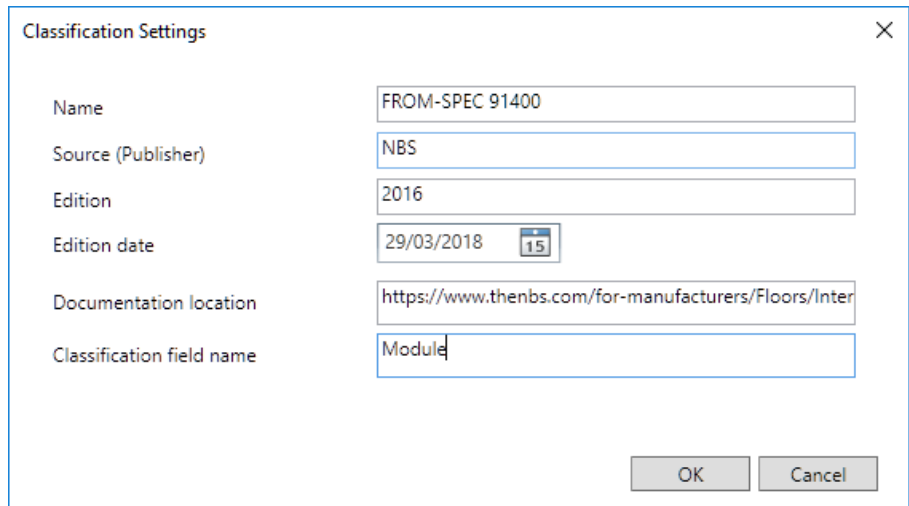 Classification Settings
Name FROM-SPEC 91400
Source (Publisher) NBS
Edition 2016
Edition date 29/03/2018 15
Documentation location https://www.thenbs.com/for-manufacturers/Floors/Inter
Classification field name Module
OK Cancel